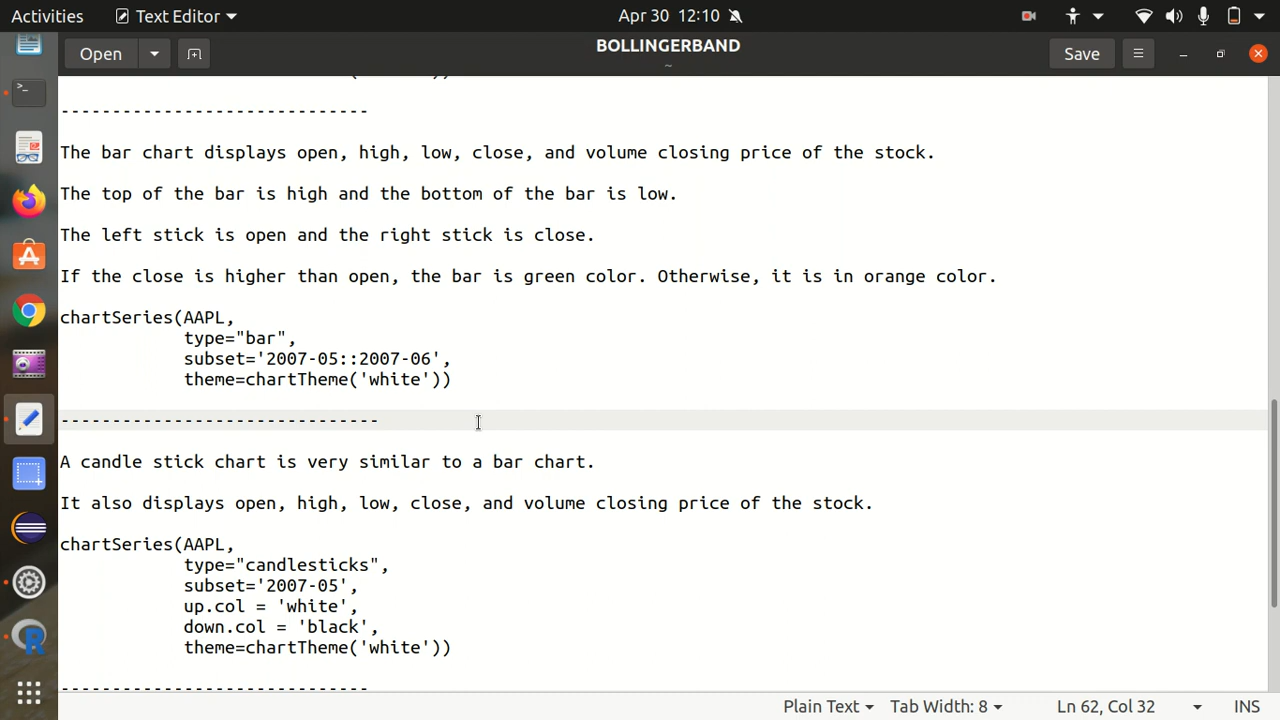 Activities
Text Editor
Apr 30 12:10
Open
BOLLINGERBAND
~
Save
------------------------------
The bar chart displays open, high, low, close, and volume closing price of the stock.
The top of the bar is high and the bottom of the bar is low.
The left stick is open and the right stick is close.
If the close is higher than open, the bar is green color. Otherwise, it is in orange color.
chartSeries(AAPL,
type="bar",
subset='2007-05::2007-06',
theme=chartTheme('white'))
-------------------------------
A candle stick chart is very similar to a bar chart.
It also displays open, high, low, close, and volume closing price of the stock.
chartSeries(AAPL,
type="candlesticks",
subset='2007-05',
up.col = 'white',
down.col = 'black',
theme=chartTheme('white'))
------------------------------
Plain Text
Tab Width: 8
Ln 62, Col 32
INS